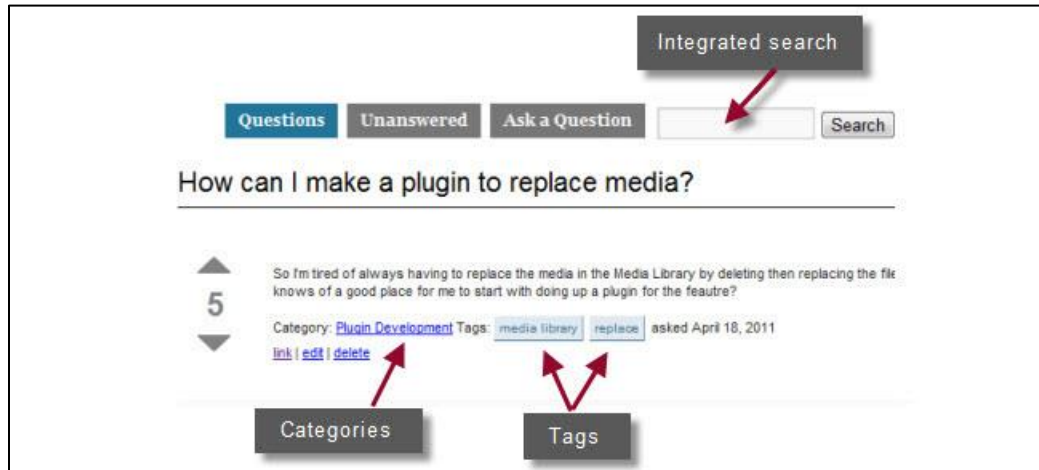 Integrated search
Questions Unanswered Ask a Question Search
How can I make a plugin to replace media?
So I'm tired of always having to replace the media in the Media Library by deleting then replacing the file
5
knows of a good place for me to start with doing up a plugin for the feautre?
Category: Plugin Development Tags: media library replace asked April 18, 2011
link | edit | delete
Categories
Tags